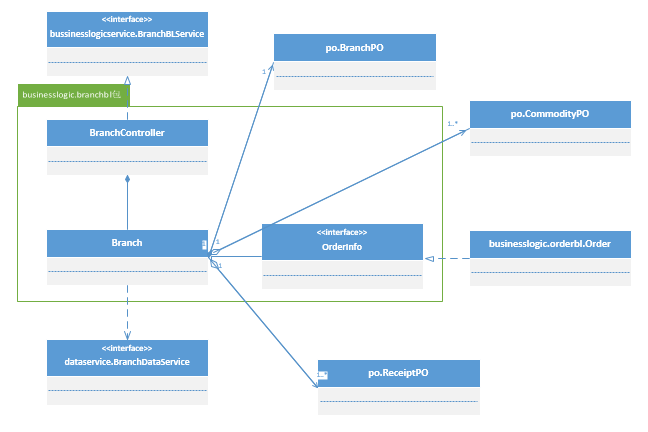 <<interface>>
bussinesslogicservice.BranchBLService
po.BranchPO
1
businesslogic.branchbl包
po.CommodityPO
1..*
BranchController
<<interface>>
OrderInfo
Branch
1
businesslogic.orderbl.Order
1
<<interface>>
dataservice.BranchDataService
po.ReceiptPO